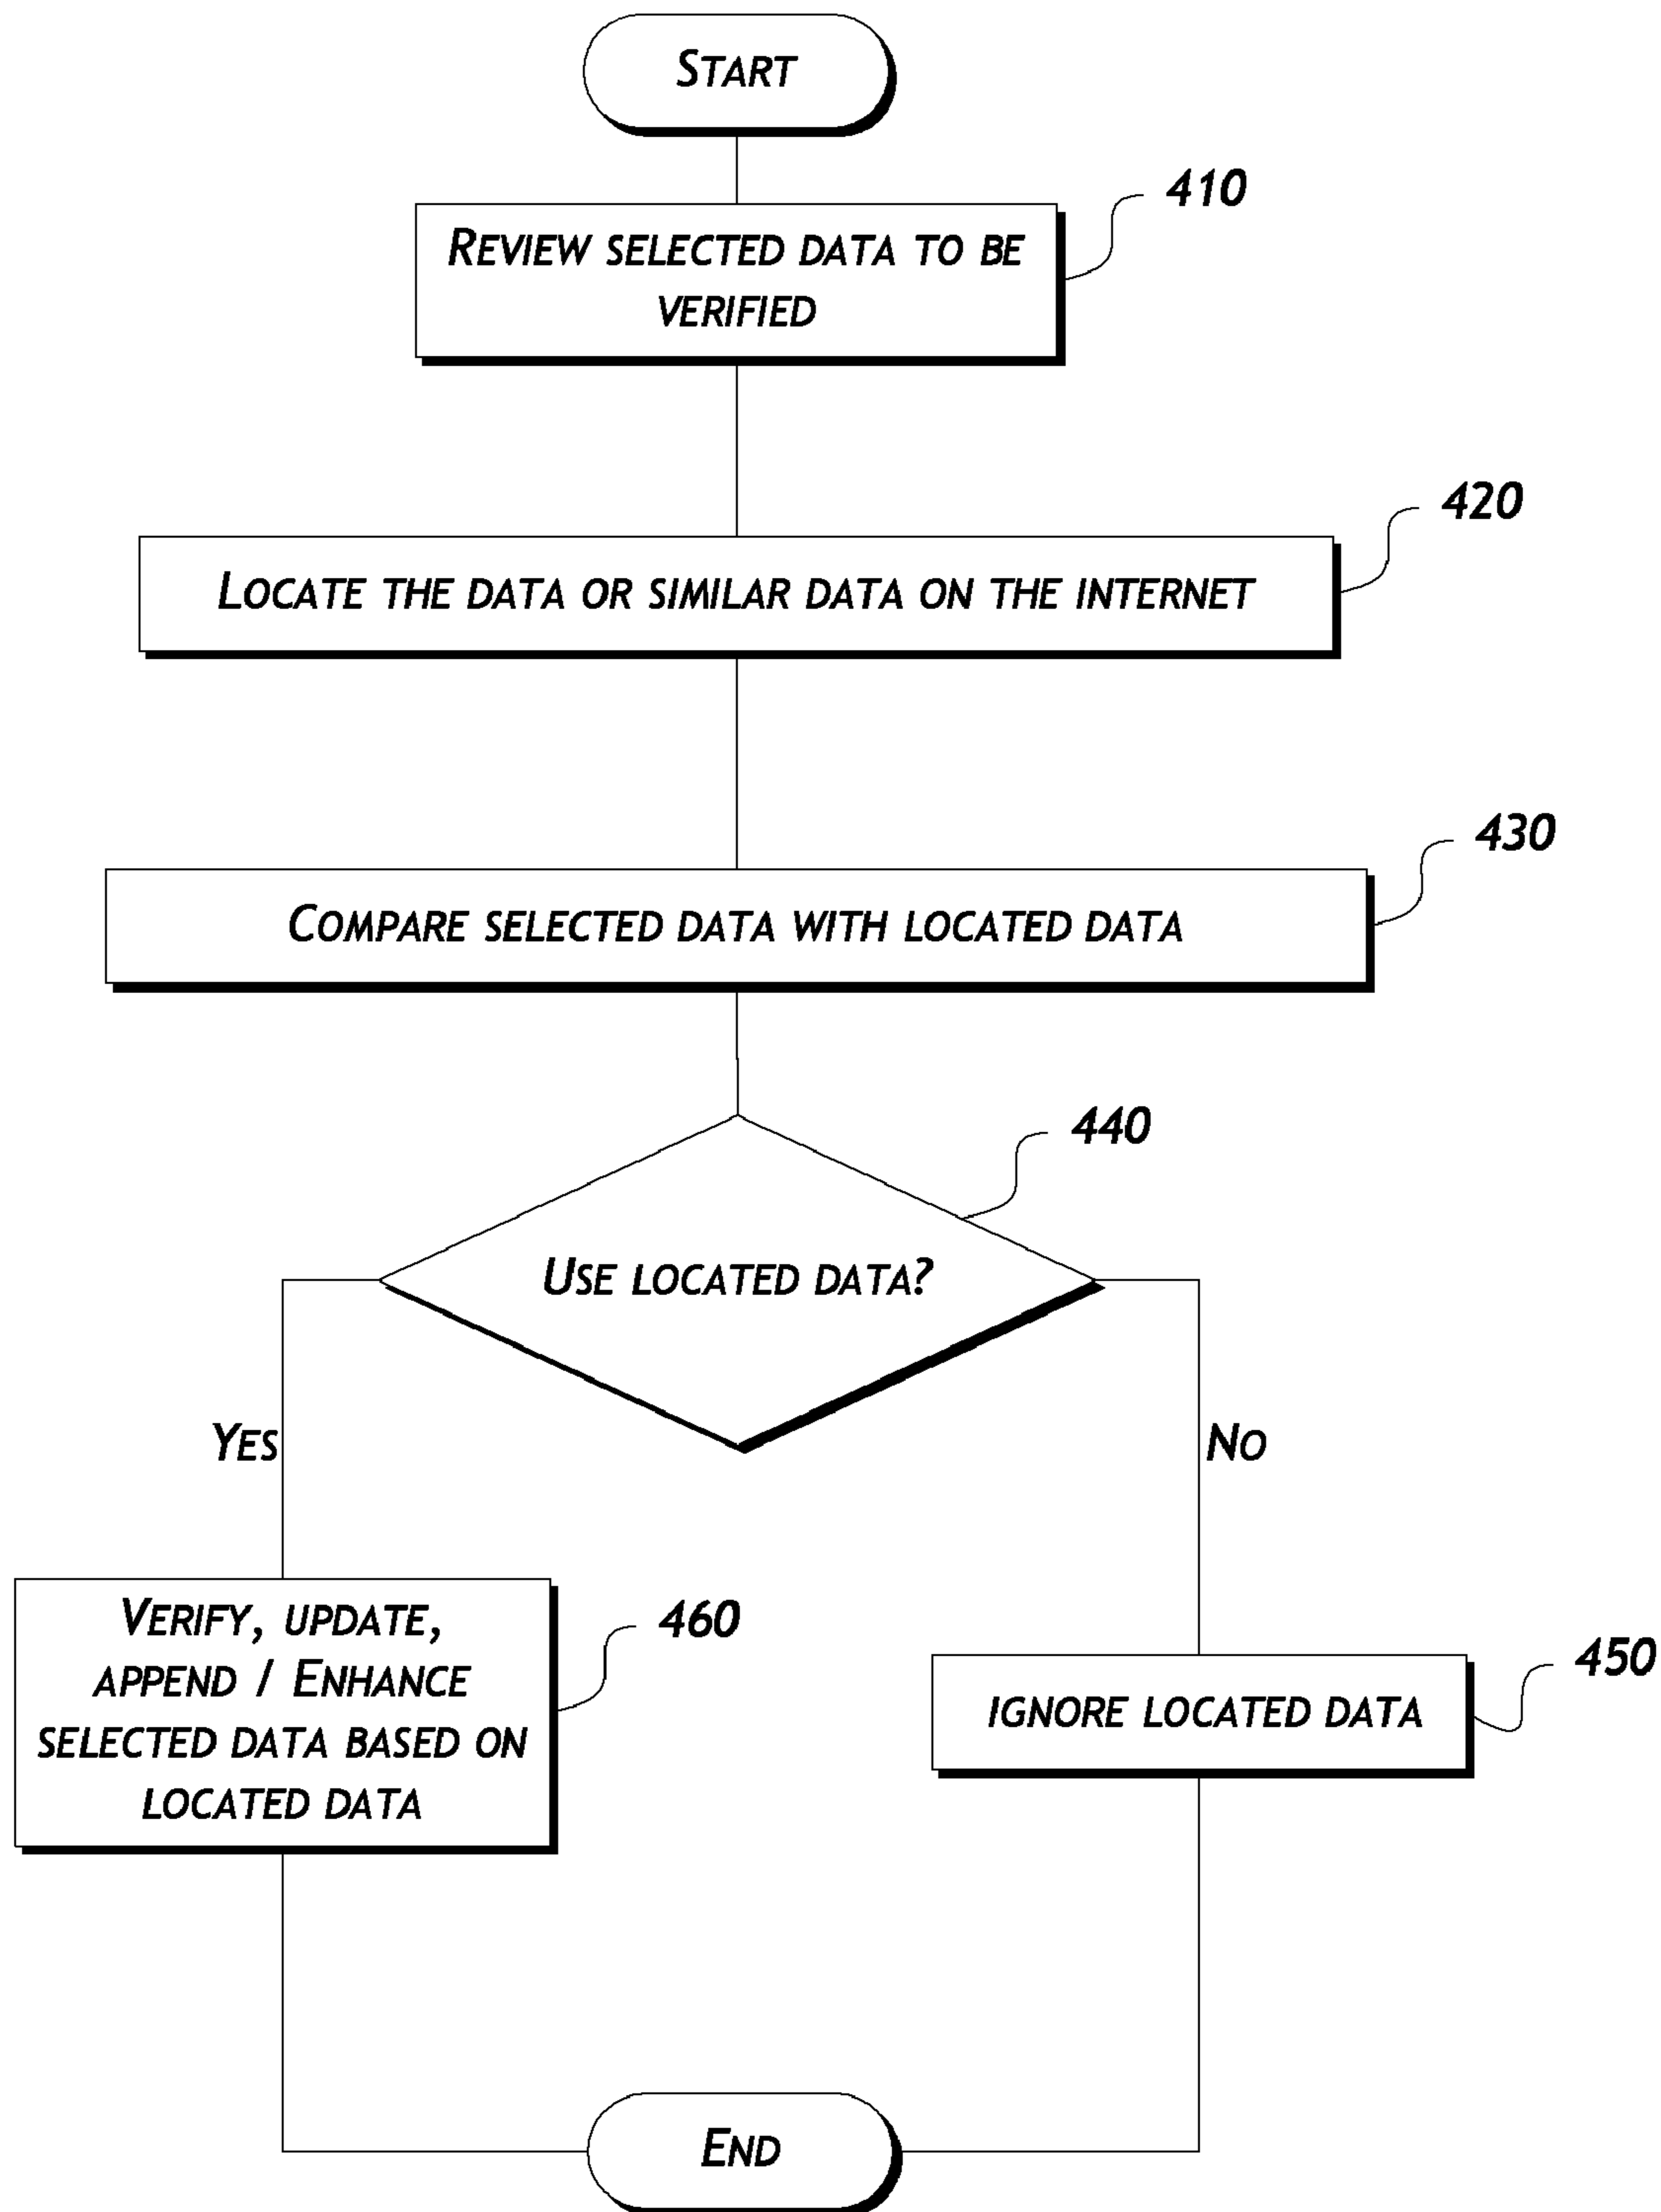 START
410
REVIEW SELECTED DATA TO BE
VERIFIED
420
LOCATE THE DATA OR SIMILAR DATA ON THE INTERNET
430
COMPARE SELECTED DATA WITH LOCATED DATA
440
USE LOCATED DATA?
YES
NO
VERIFY, UPDATE,
APPEND / ENHANCE
SELECTED DATA BASED ON
LOCATED DATA
460
450
IGNORE LOCATED DATA
END